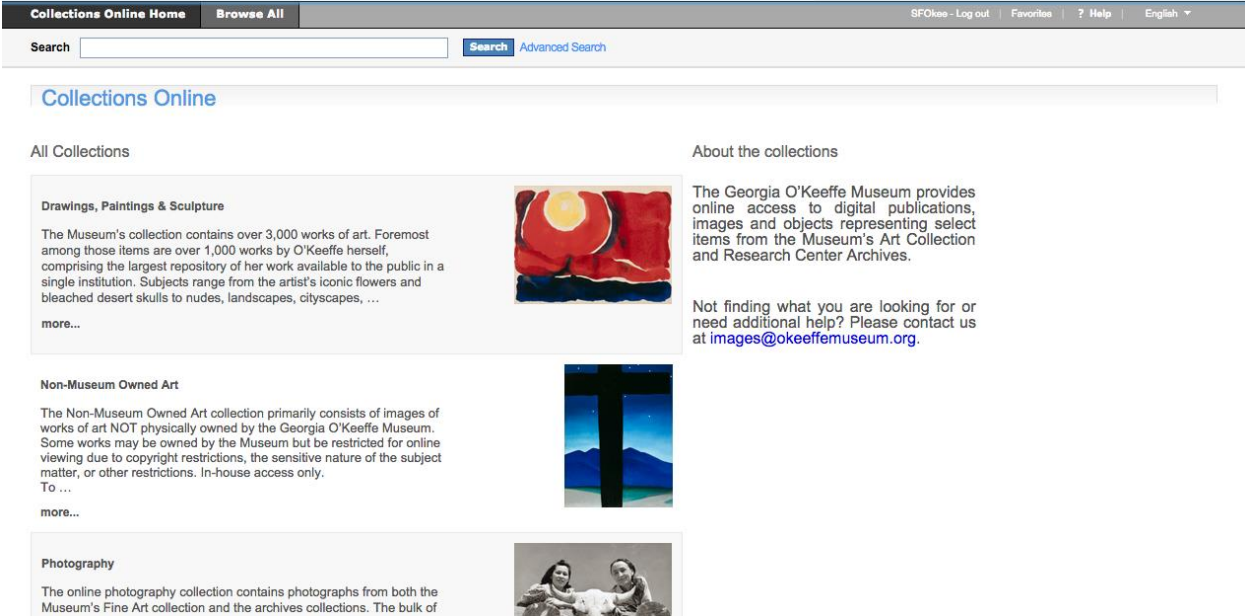 Collections Online Home Browse All SFOkee - Log out | Favorites | ? Help | English
Search Search Advanced Search
Collections Online
All Collections
Drawings, Paintings & Sculpture
The Museum's collection contains over 3,000 works of art. Foremost
among those items are over 1,000 works by O'Keeffe herself,
comprising the largest repository of her work available to the public in a
single institution. Subjects range from the artist's iconic flowers and
bleached desert skulls to nudes, landscapes, cityscapes, …
more...
Non-Museum Owned Art
The Non-Museum Owned Art collection primarily consists of images of
works of art NOT physically owned by the Georgia O'Keeffe Museum.
Some works may be owned by the Museum but be restricted for online
viewing due to copyright restrictions, the sensitive nature of the subject
matter, or other restrictions. In-house access only.
To …
more...
Photography
The online photography collection contains photographs from both the
Museum's Fine Art collection and the archives collections. The bulk of
About the collections
The Georgia O'Keeffe Museum provides
online access to digital publications,
images and objects representing select
items from the Museum's Art Collection
and Research Center Archives.
Not finding what you are looking for or
need additional help? Please contact us
at images@okeeffemuseum.org.